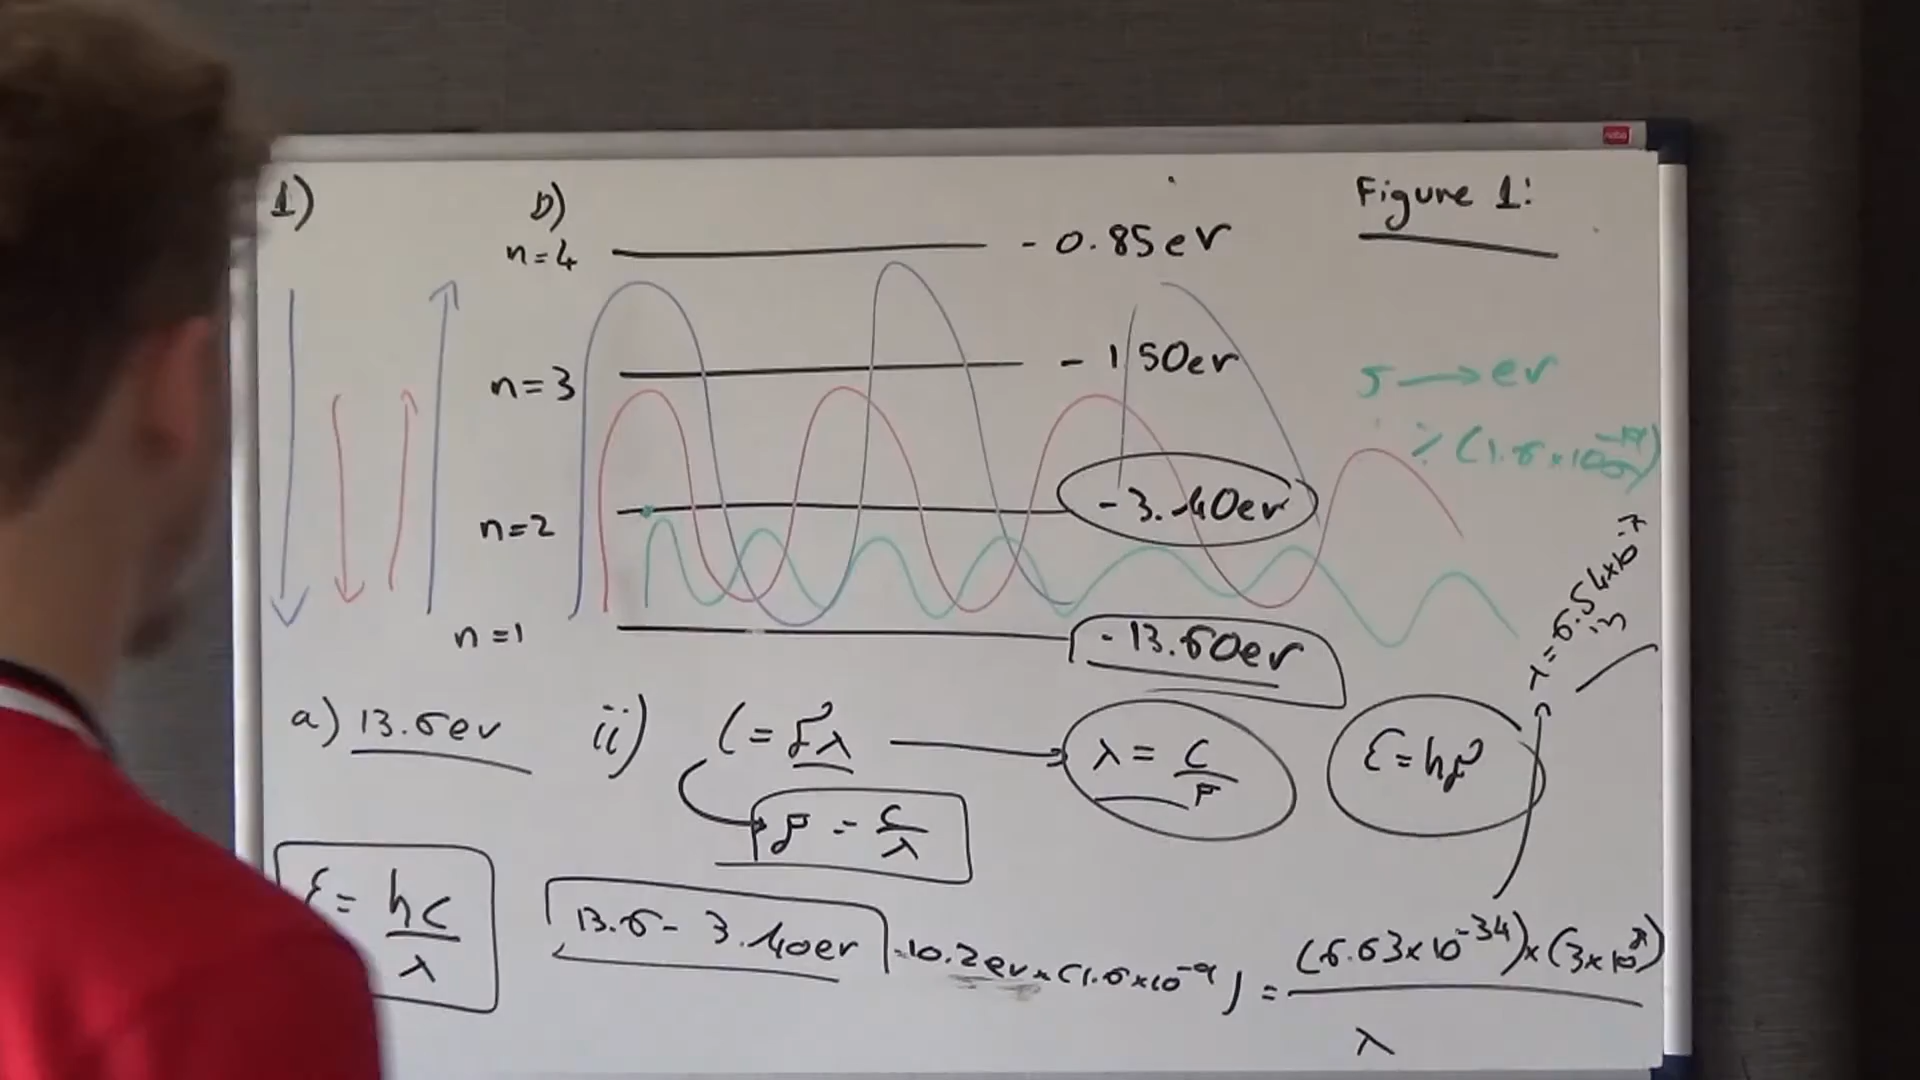 1)
b)
Figure 1:
n=4
- 0.85eV
n=3
- 1.50eV
J → eV
÷ (1.6×10⁻¹⁹)
n=2
- 3.40eV
n=1
- 13.60eV
λ = 6.54×10⁻⁷
m
a) 13.6eV
ii)
C = fλ
λ = C/F
E = hf
f = C/λ
E = hC/λ
13.6 - 3.40eV
10.2eV × (1.6×10⁻¹⁹) = (6.63×10⁻³⁴)×(3×10⁸)/λ